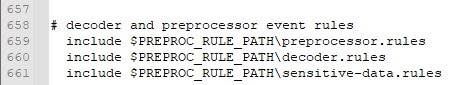 657
658 # decoder and preprocessor event rules
659 include $PREPROC_RULE_PATH\preprocessor.rules
660 include $PREPROC_RULE_PATH\decoder.rules
661 include $PREPROC_RULE_PATH\sensitive-data.rules